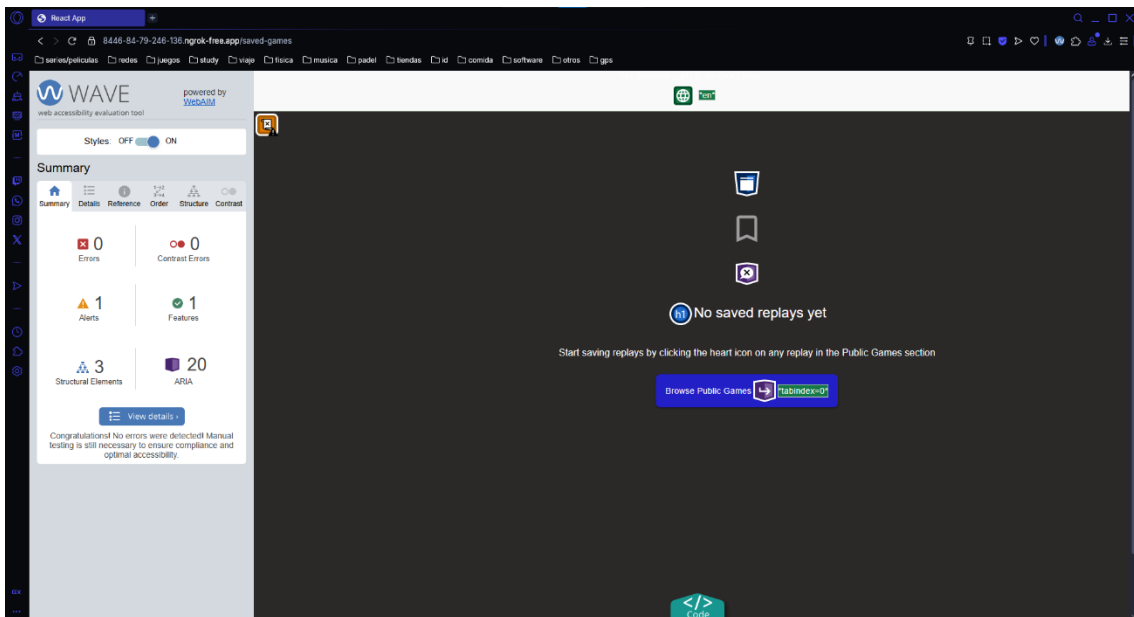 React App
8446-84-79-246-136.ngrok-free.app/saved-games
series/peliculas redes juegos study viaje fisica musica padel tiendas id comida software otros gps
WAVE
powered by
WebAIM
web accessibility evaluation tool
Styles: OFF ON
Summary
Summary Details Reference Order Structure Contrast
0
Errors
0
Contrast Errors
1
Alerts
1
Features
3
Structural Elements
20
ARIA
View details ›
Congratulations! No errors were detected! Manual
testing is still necessary to ensure compliance and
optimal accessibility.
"en"
h1 No saved replays yet
Start saving replays by clicking the heart icon on any replay in the Public Games section
Browse Public Games "tabindex=0"
</>
Code
GX